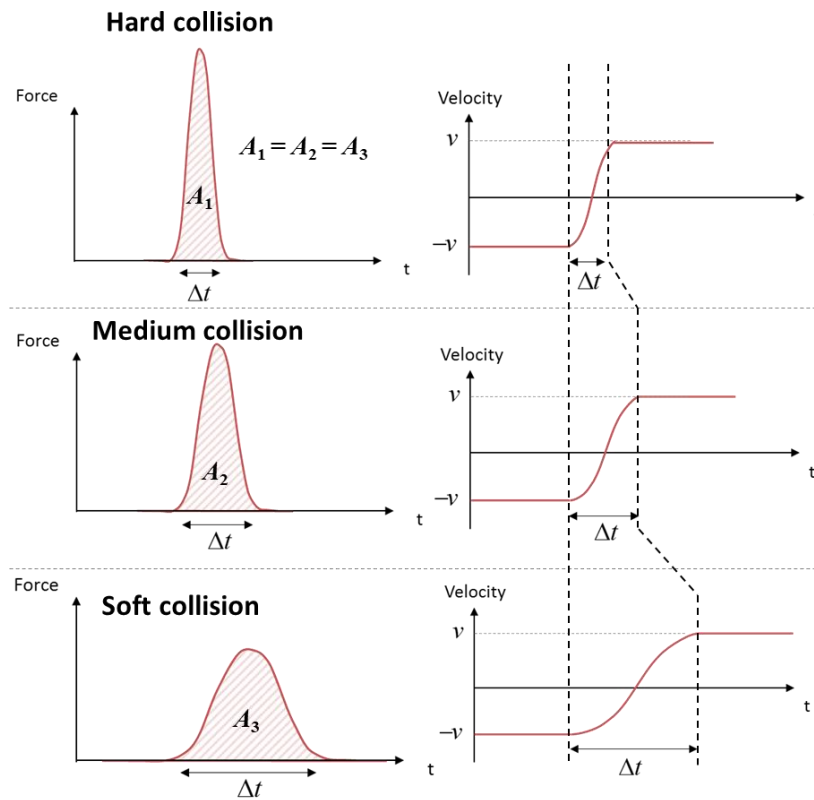 Hard collision
Force
A₁ = A₂ = A₃
A₁
t
Δt
Velocity
v
−v
Δt
Medium collision
Force
A₂
t
Δt
Velocity
v
−v
t
Δt
Soft collision
Force
A₃
t
Δt
Velocity
v
−v
t
Δt